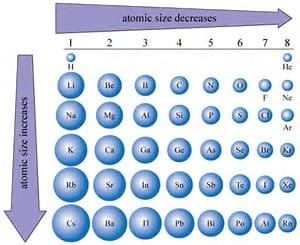 atomic size decreases
1 2 3 4 5 6 7 8
H He
Li Be B C N O F Ne
Na Mg Al Si P S Cl Ar
K Ca Ga Ge As Se Br Kr
Rb Sr In Sn Sb Te I Xe
Cs Ba Tl Pb Bi Po At Rn
atomic size increases